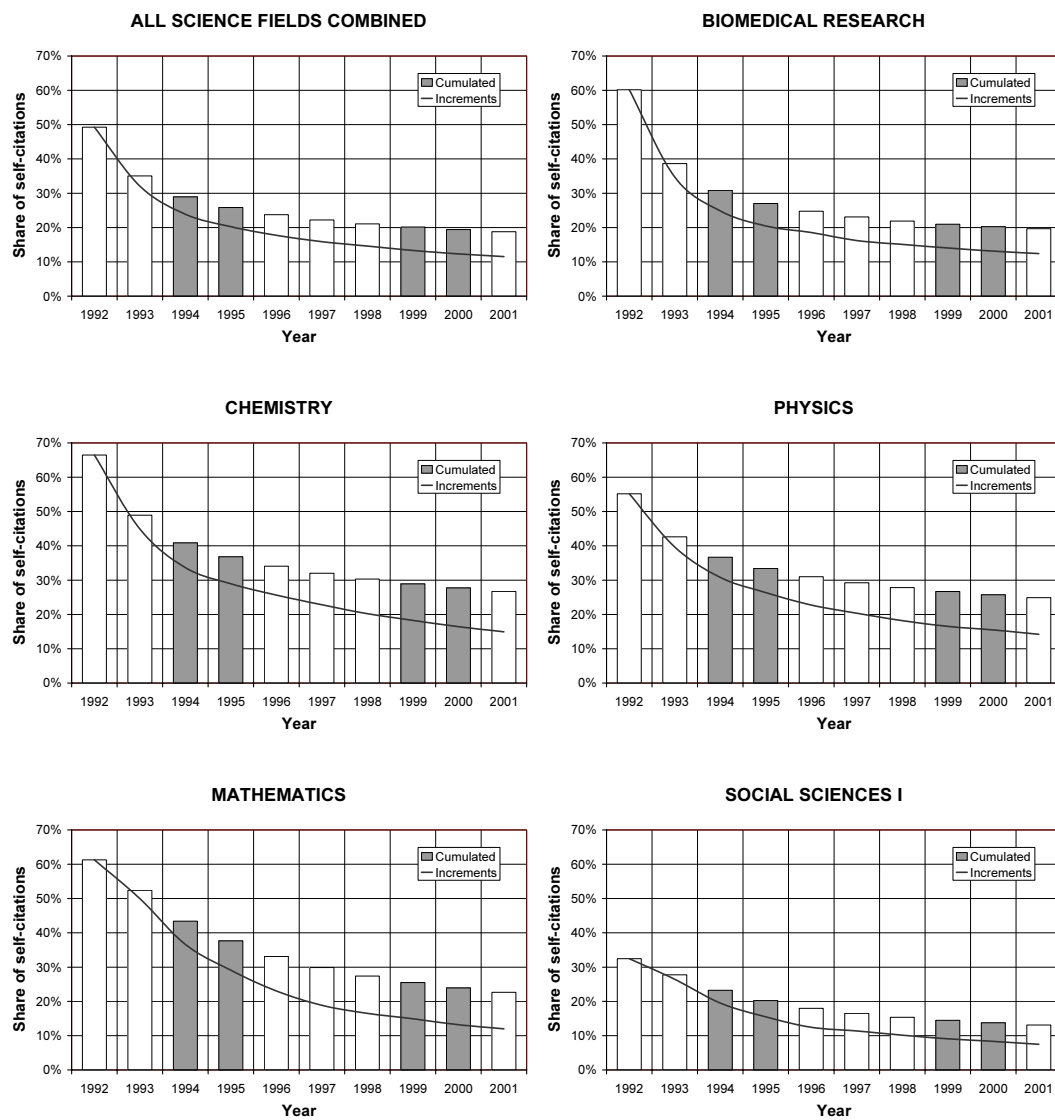 ALL SCIENCE FIELDS COMBINED
70%
60%
50%
40%
30%
20%
10%
0%
Share of self-citations
Cumulated
Increments
1992 1993 1994 1995 1996 1997 1998 1999 2000 2001
Year
BIOMEDICAL RESEARCH
70%
60%
50%
40%
30%
20%
10%
0%
Share of self-citations
Cumulated
Increments
1992 1993 1994 1995 1996 1997 1998 1999 2000 2001
Year
CHEMISTRY
70%
60%
50%
40%
30%
20%
10%
0%
Share of self-citations
Cumulated
Increments
1992 1993 1994 1995 1996 1997 1998 1999 2000 2001
Year
PHYSICS
70%
60%
50%
40%
30%
20%
10%
0%
Share of self-citations
Cumulated
Increments
1992 1993 1994 1995 1996 1997 1998 1999 2000 2001
Year
MATHEMATICS
70%
60%
50%
40%
30%
20%
10%
0%
Share of self-citations
Cumulated
Increments
1992 1993 1994 1995 1996 1997 1998 1999 2000 2001
Year
SOCIAL SCIENCES I
70%
60%
50%
40%
30%
20%
10%
0%
Share of self-citations
Cumulated
Increments
1992 1993 1994 1995 1996 1997 1998 1999 2000 2001
Year